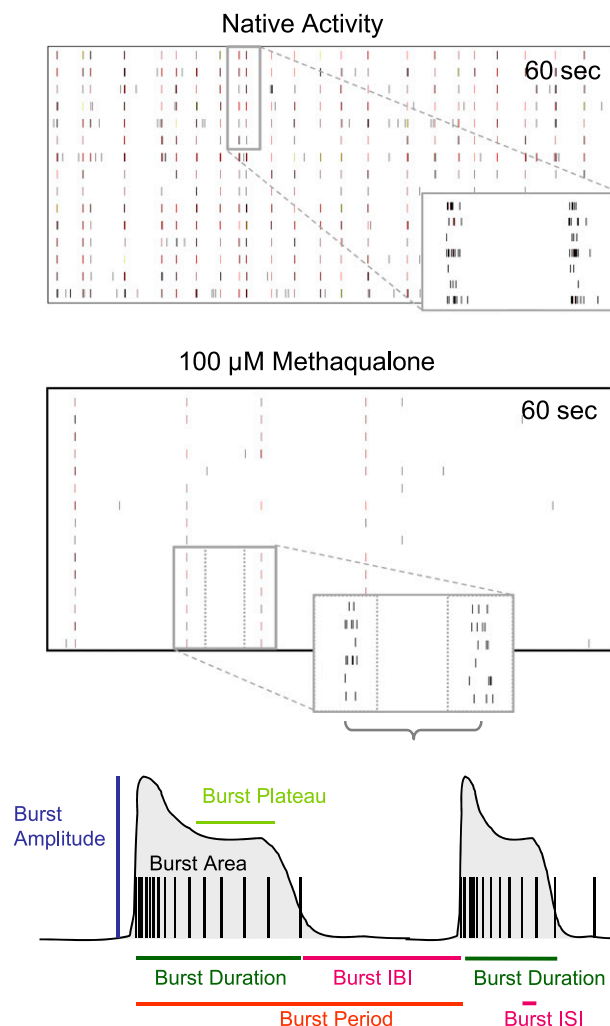 Native Activity
60 sec
100 µM Methaqualone
60 sec
Burst Plateau
Burst
Amplitude
Burst Area
Burst Duration
Burst IBI
Burst Duration
Burst Period
Burst ISI